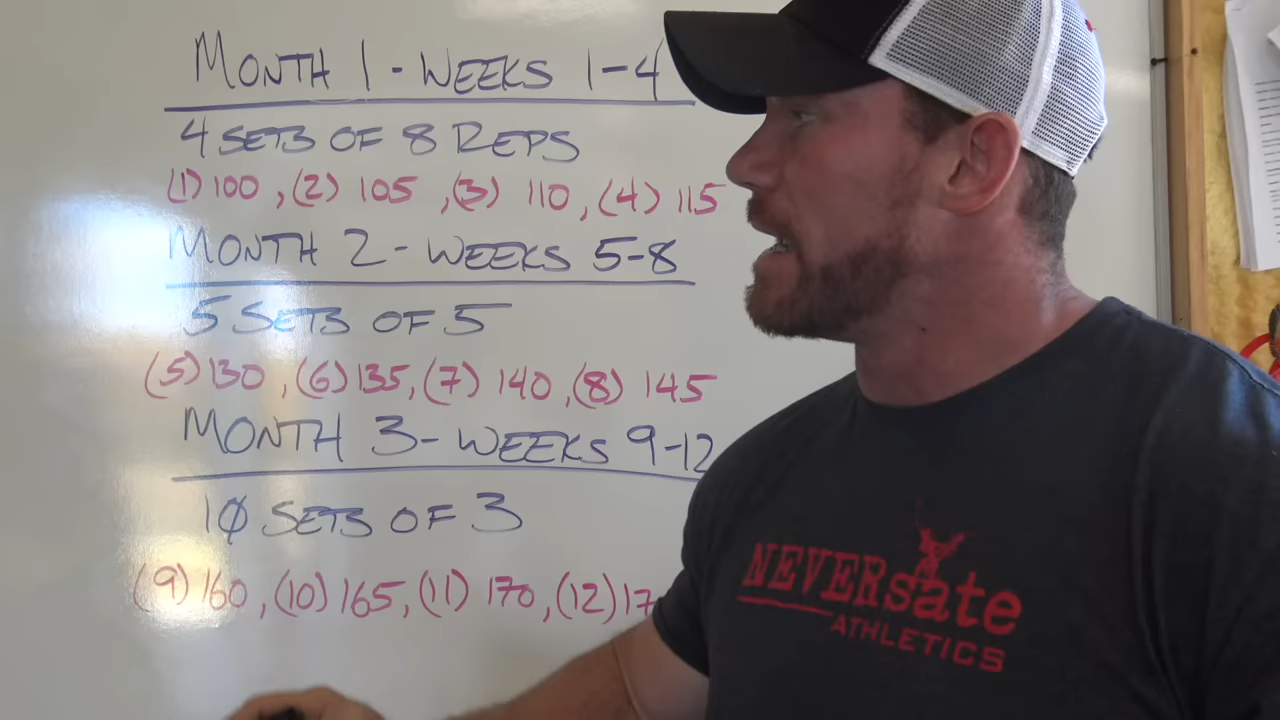 MONTH 1 - WEEKS 1-4
4 SETS OF 8 REPS
(1) 100, (2) 105, (3) 110, (4) 115
MONTH 2 - WEEKS 5-8
5 SETS OF 5
(5) 130, (6) 135, (7) 140, (8) 145
MONTH 3 - WEEKS 9-12
10 SETS OF 3
(9) 160, (10) 165, (11) 170, (12) 17
NEVERsate
ATHLETICS